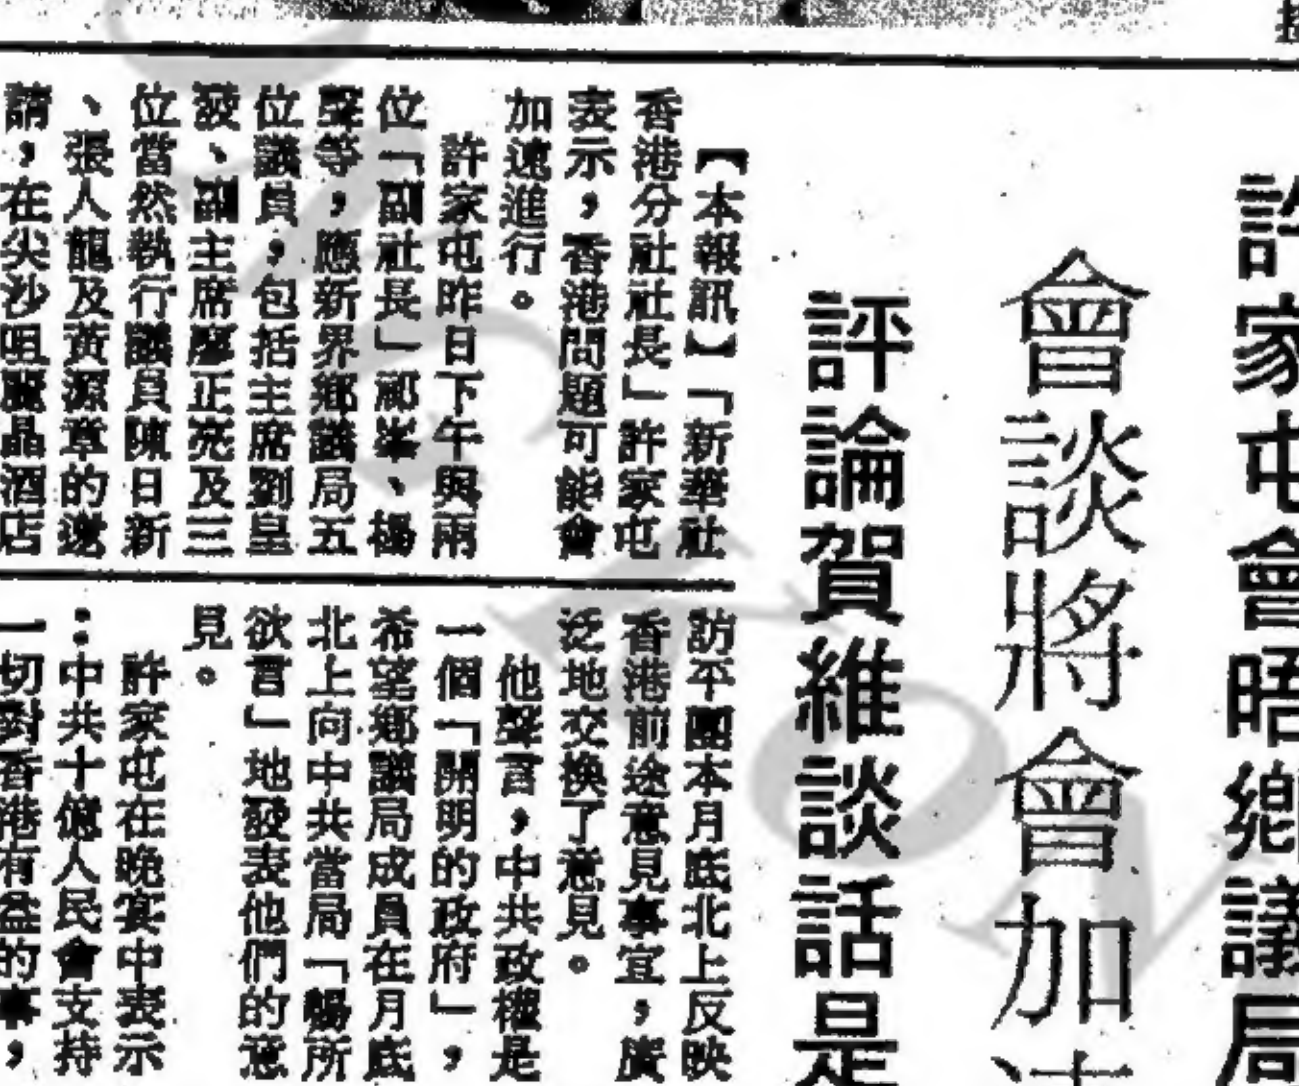 許家屯會晤鄉議局
會談將會加
評論賀維談話是
【本報訊】「新華社
香港分社社長」許家屯
表示，香港問題可能會
加速進行。
許家屯昨日下午與兩
位「副社長」祁峯、楊
聲等，應新界鄉議局五
位議員，包括主席劉皇
發、副主席廖正亮及三
位當然執行議員陳日新
、張人龍及黃源章的邀
請，在尖沙咀麗晶酒店
訪平團本月底北上反映
香港前途意見事宜，廣
泛地交換了意見。
他聲言，中共政權是
一個「開明的政府」，
希望鄉議局成員在月底
北上向中共當局「暢所
欲言」地發表他們的意
見。
許家屯在晚宴中表示
：中共十億人民會支持
一切對香港有益的事，